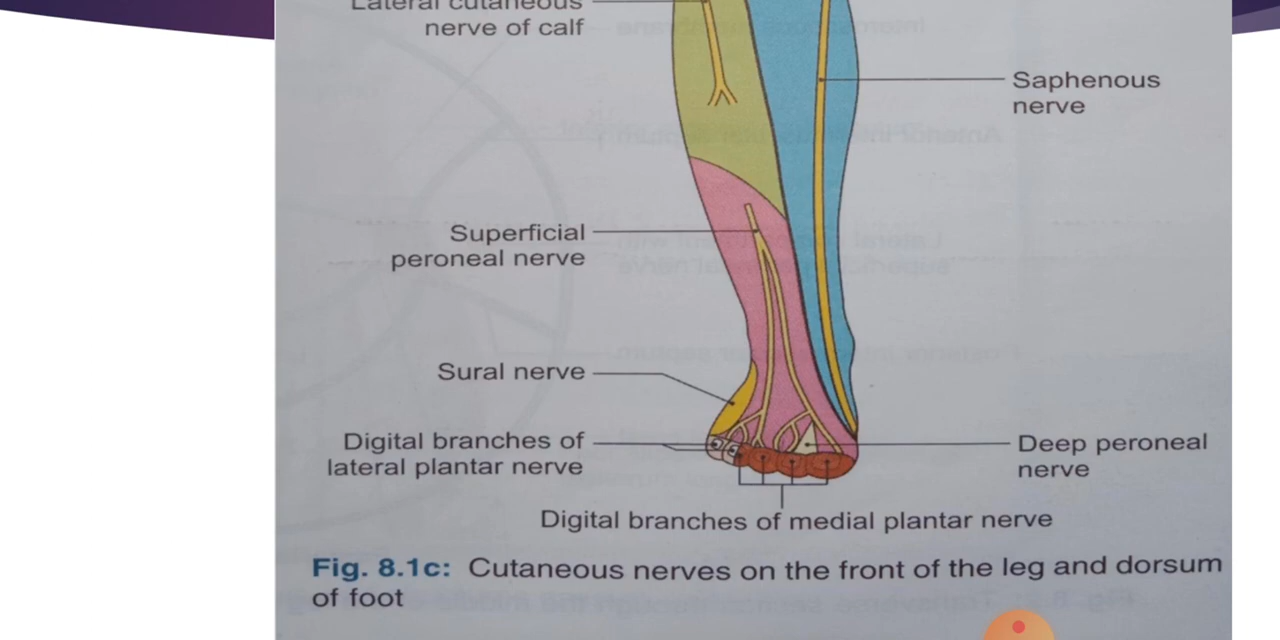 Lateral cutaneous
nerve of calf
Saphenous
nerve
Superficial
peroneal nerve
Sural nerve
Digital branches of
lateral plantar nerve
Deep peroneal
nerve
Digital branches of medial plantar nerve
Fig. 8.1c: Cutaneous nerves on the front of the leg and dorsum
of foot